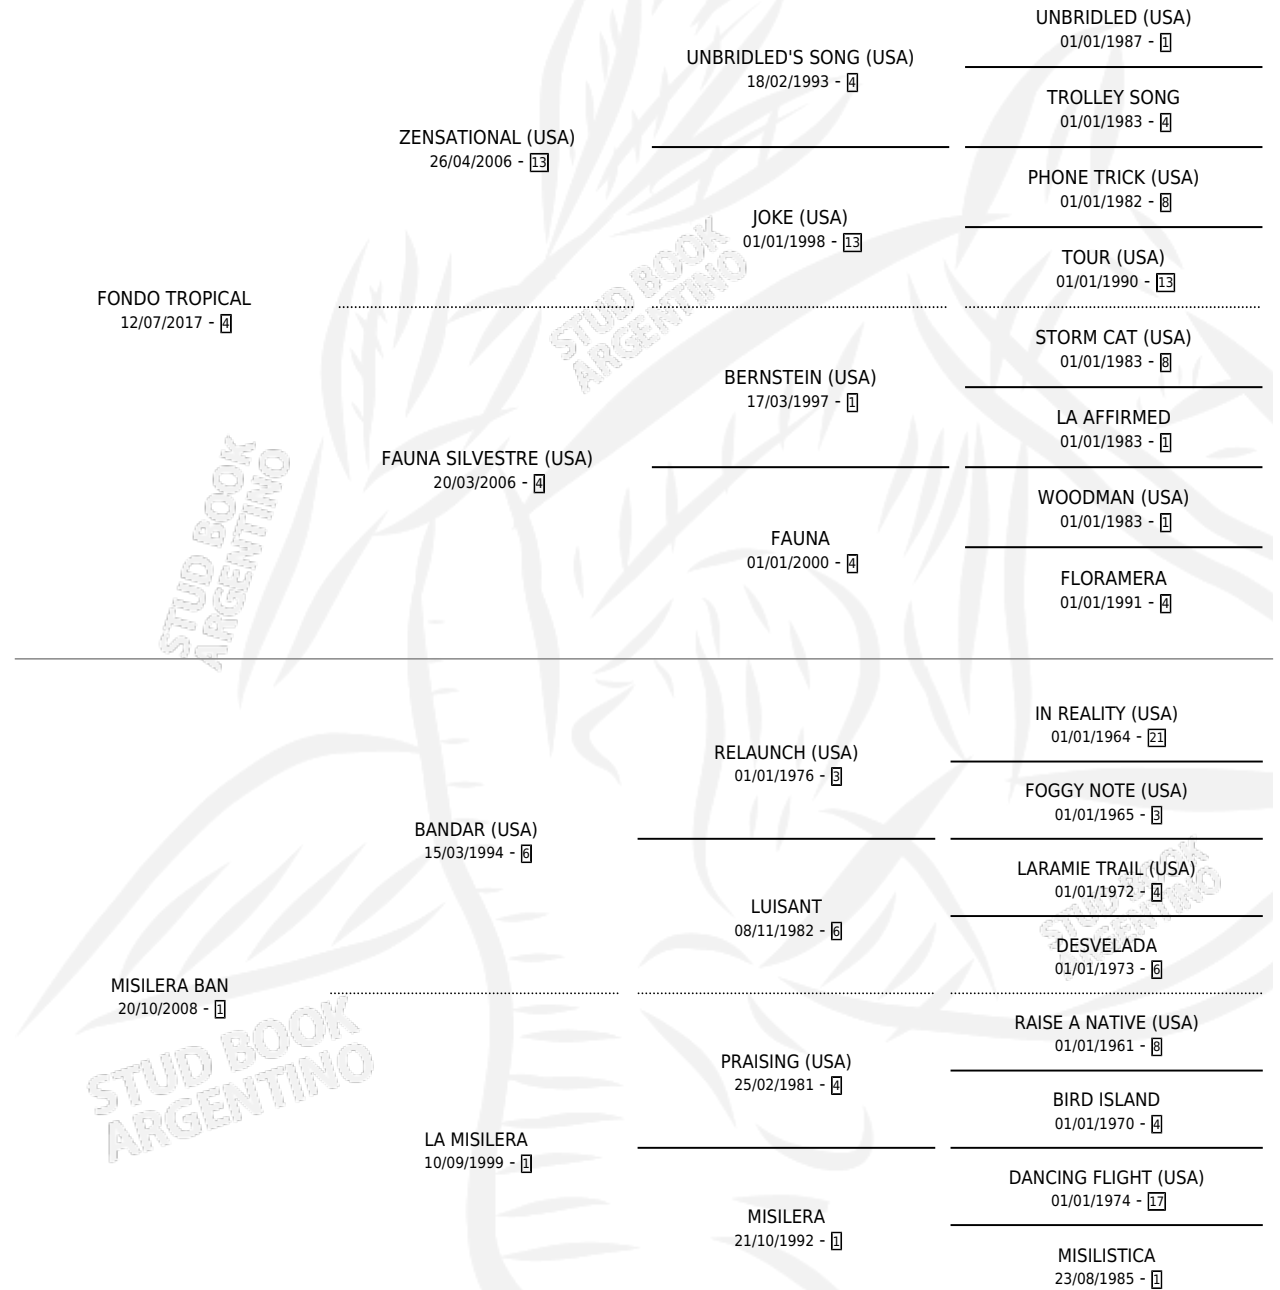 UNBRIDLED (USA)
01/01/1987 - 1
UNBRIDLED'S SONG (USA)
18/02/1993 - 4
TROLLEY SONG
01/01/1983 - 4
ZENSATIONAL (USA)
26/04/2006 - 13
PHONE TRICK (USA)
01/01/1982 - 8
JOKE (USA)
01/01/1998 - 13
TOUR (USA)
01/01/1990 - 13
FONDO TROPICAL
12/07/2017 - 4
STORM CAT (USA)
01/01/1983 - 8
BERNSTEIN (USA)
17/03/1997 - 1
LA AFFIRMED
01/01/1983 - 1
FAUNA SILVESTRE (USA)
20/03/2006 - 4
WOODMAN (USA)
01/01/1983 - 1
FAUNA
01/01/2000 - 4
FLORAMERA
01/01/1991 - 4
STUD BOOK
ARGENTINO
STUD BOOK
ARGENTINO
IN REALITY (USA)
01/01/1964 - 21
RELAUNCH (USA)
01/01/1976 - 3
FOGGY NOTE (USA)
01/01/1965 - 3
BANDAR (USA)
15/03/1994 - 6
LARAMIE TRAIL (USA)
01/01/1972 - 4
LUISANT
08/11/1982 - 6
DESVELADA
01/01/1973 - 6
MISILERA BAN
20/10/2008 - 1
RAISE A NATIVE (USA)
01/01/1961 - 8
PRAISING (USA)
25/02/1981 - 4
BIRD ISLAND
01/01/1970 - 4
LA MISILERA
10/09/1999 - 1
DANCING FLIGHT (USA)
01/01/1974 - 17
MISILERA
21/10/1992 - 1
MISILISTICA
23/08/1985 - 1
STUD BOOK
ARGENTINO
STUD BOOK
ARGENTINO